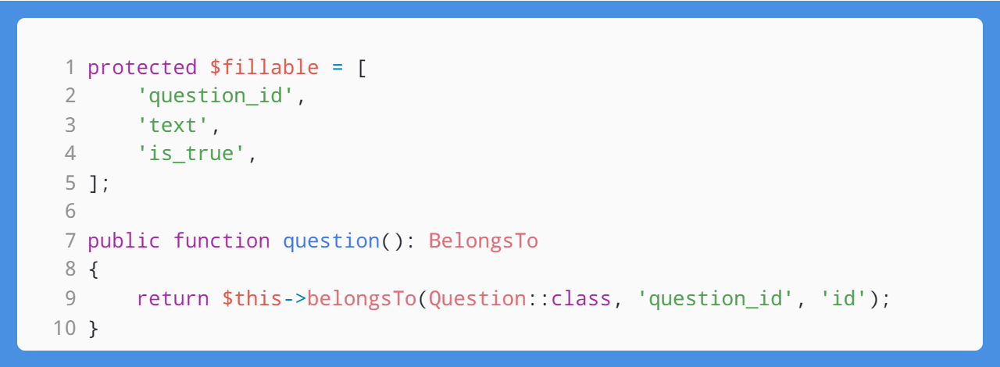 1 protected $fillable = [
2     'question_id',
3     'text',
4     'is_true',
5 ];
6
7 public function question(): BelongsTo
8 {
9     return $this->belongsTo(Question::class, 'question_id', 'id');
10 }